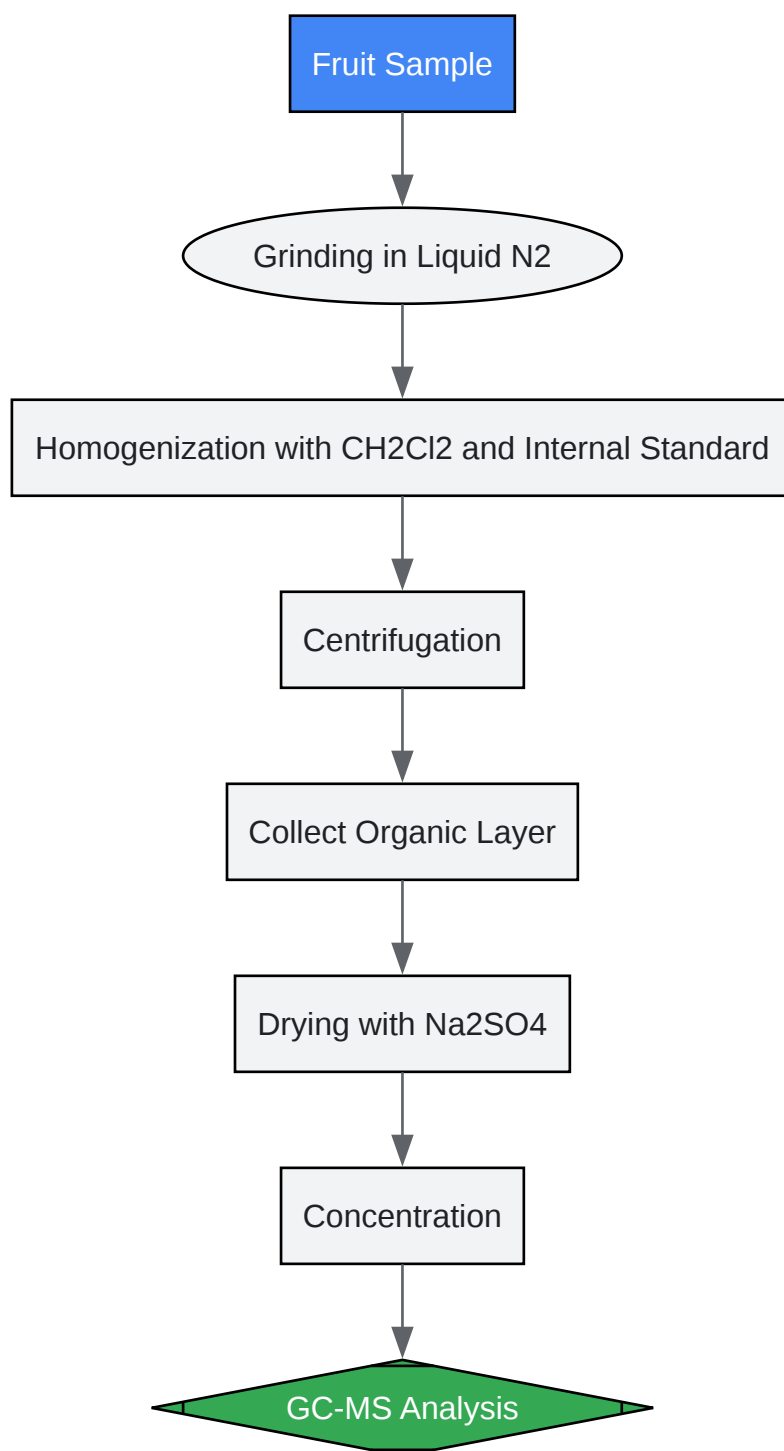 Fruit Sample
Grinding in Liquid N2
Homogenization with CH2Cl2 and Internal Standard
Centrifugation
Collect Organic Layer
Drying with Na2SO4
Concentration
GC-MS Analysis